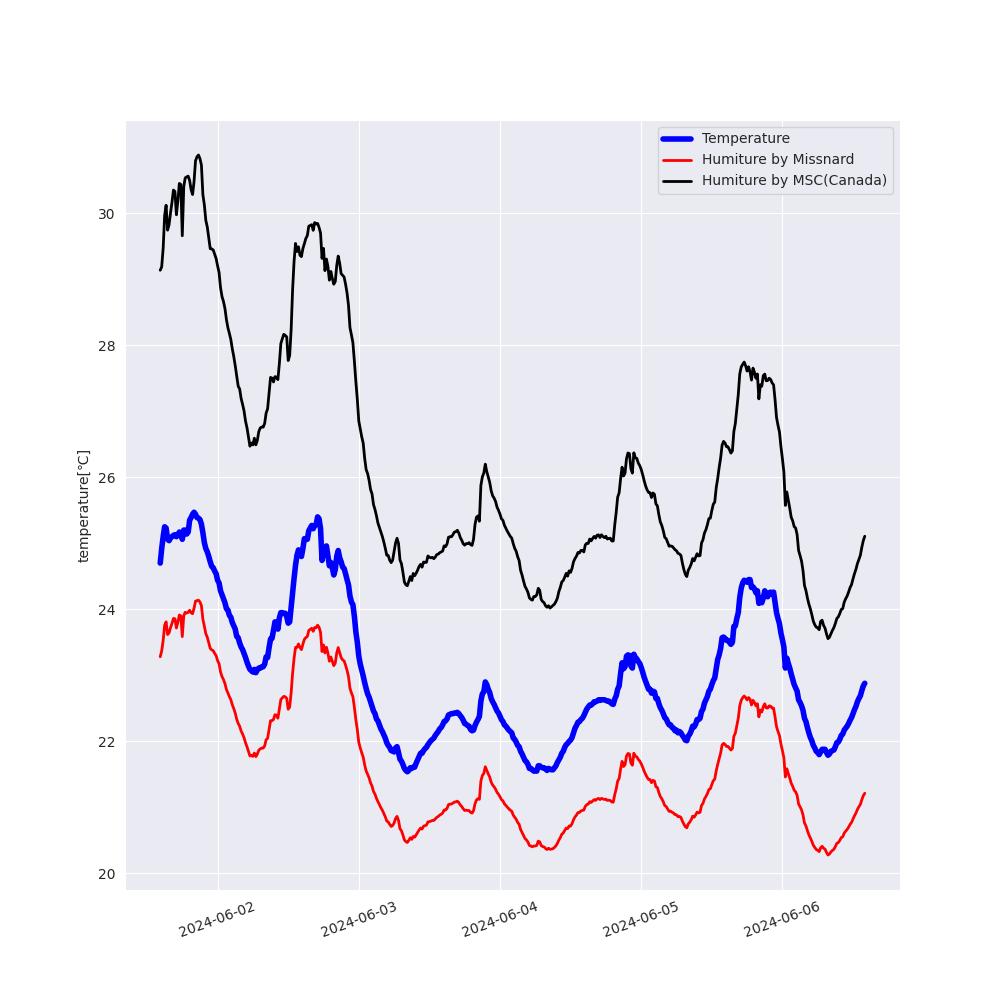 Temperature
Humiture by Missnard
Humiture by MSC(Canada)
temperature[℃]
30
28
26
24
22
20
2024-06-02
2024-06-03
2024-06-04
2024-06-05
2024-06-06